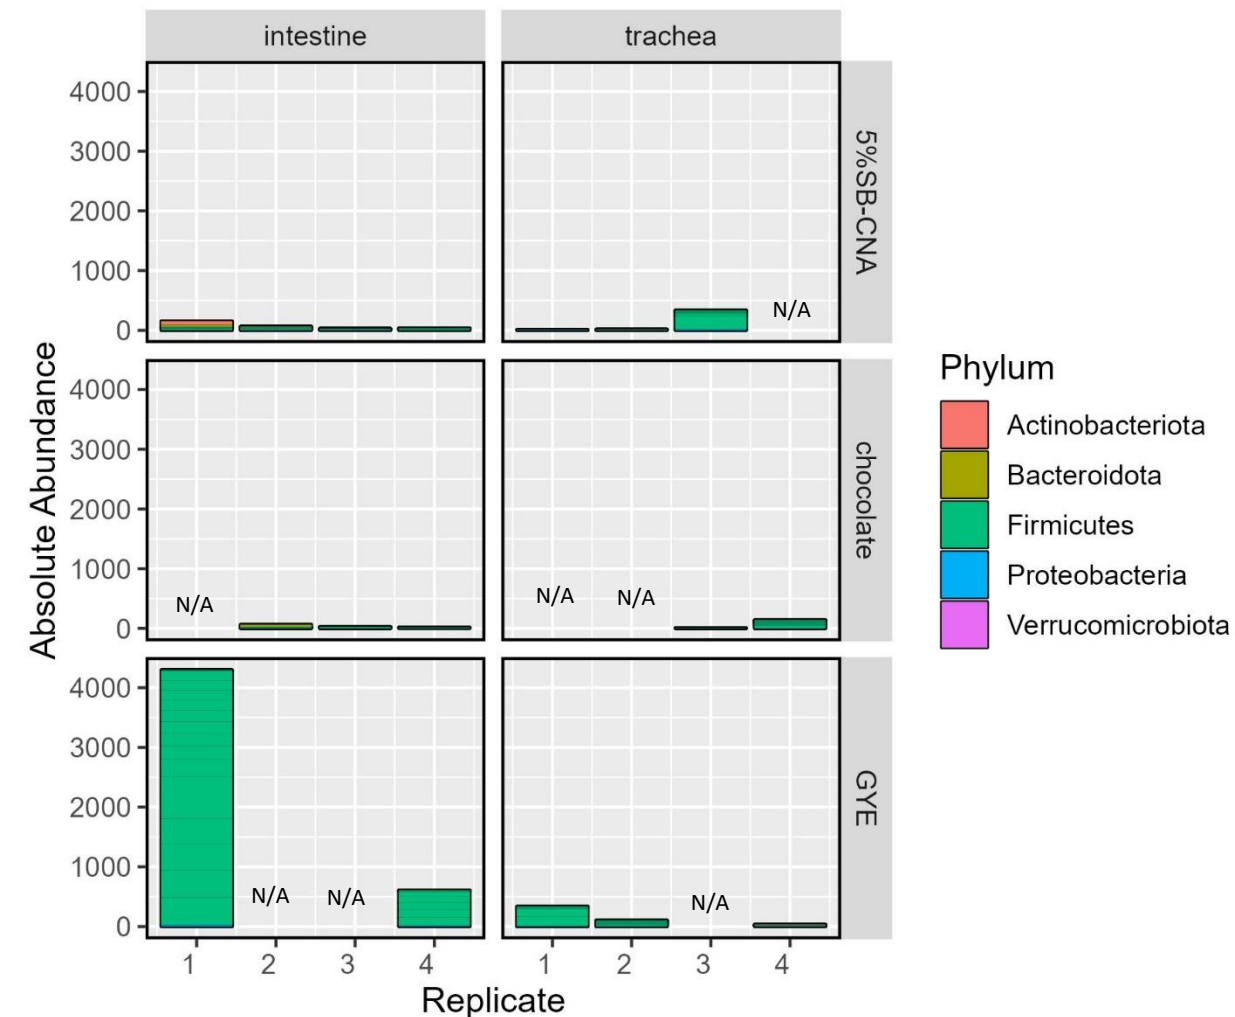 intestine
trachea
4000
3000
2000
1000
0
N/A
5%SB-CNA
4000
3000
2000
1000
0
N/A
N/A
N/A
chocolate
4000
3000
2000
1000
0
N/A
N/A
N/A
GYE
1 2 3 4
1 2 3 4
Replicate
Absolute Abundance
Phylum
Actinobacteriota
Bacteroidota
Firmicutes
Proteobacteria
Verrucomicrobiota